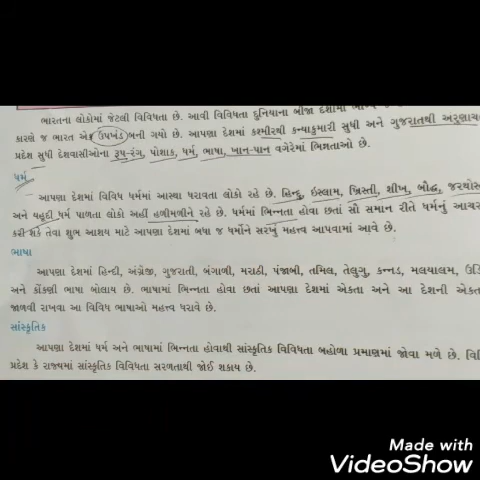 ભારતના લોકોમાં જેટલી વિવિધતા છે. આવી વિવિધતા દુનિયાના બીજા દેશોમાં
કારણે જ ભારત એક ઉપખંડ બની ગયો છે. આપણા દેશમાં કશ્મીરથી કન્યાકુમારી સુધી અને ગુજરાતથી અરુણાચ
પ્રદેશ સુધી દેશવાસીઓના રૂપ-રંગ, પોશાક, ધર્મ, ભાષા, ખાન-પાન વગેરેમાં ભિન્નતાઓ છે.
ધર્મ
આપણા દેશમાં વિવિધ ધર્મમાં આસ્થા ધરાવતા લોકો રહે છે. હિન્દુ, ઇસ્લામ, ખ્રિસ્તી, શીખ, બૌદ્ધ, જરથોસ
અને યહૂદી ધર્મ પાળતા લોકો અહીં હળીમળીને રહે છે. ધર્મમાં ભિન્નતા હોવા છતાં સૌ સમાન રીતે ધર્મનું આચર
કરી શકે તેવા શુભ આશય માટે આપણા દેશમાં બધા જ ધર્મોને સરખું મહત્ત્વ આપવામાં આવે છે.
ભાષા
આપણા દેશમાં હિન્દી, અંગ્રેજી, ગુજરાતી, બંગાળી, મરાઠી, પંજાબી, તમિલ, તેલુગુ, કન્નડ, મલયાલમ, ઉડિ
અને કોંકણી ભાષા બોલાય છે. ભાષામાં ભિન્નતા હોવા છતાં આપણા દેશમાં એકતા અને આ દેશની એકત
જાળવી રાખવા આ વિવિધ ભાષાઓ મહત્ત્વ ધરાવે છે.
સાંસ્કૃતિક
આપણા દેશમાં ધર્મ અને ભાષામાં ભિન્નતા હોવાથી સાંસ્કૃતિક વિવિધતા બહોળા પ્રમાણમાં જોવા મળે છે. વિ
પ્રદેશ કે રાજ્યમાં સાંસ્કૃતિક વિવિધતા સરળતાથી જોઈ શકાય છે.
Made with
VideoShow